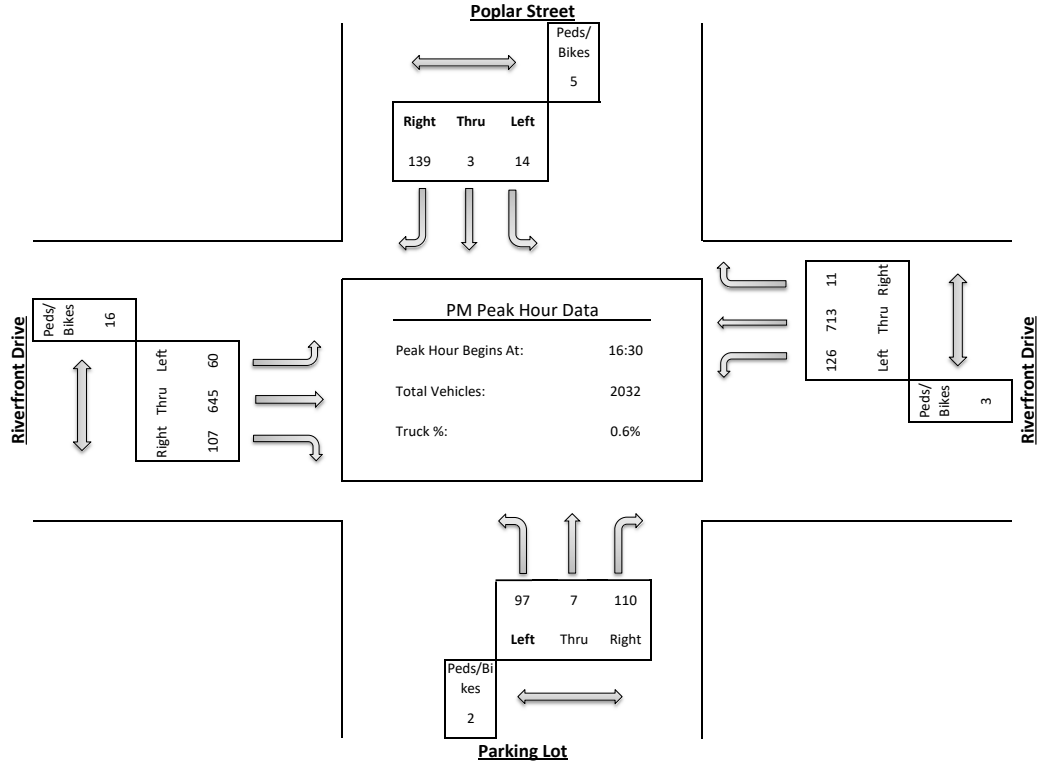 Poplar Street
Peds/
Bikes
5
Right Thru Left
139 3 14
Riverfront Drive
Peds/
Bikes
16
Left 60
Thru 645
Right 107
PM Peak Hour Data
Peak Hour Begins At: 16:30
Total Vehicles: 2032
Truck %: 0.6%
11 Right
713 Thru
126 Left
Peds/
Bikes
3
Riverfront Drive
97 7 110
Left Thru Right
Peds/Bi
kes
2
Parking Lot